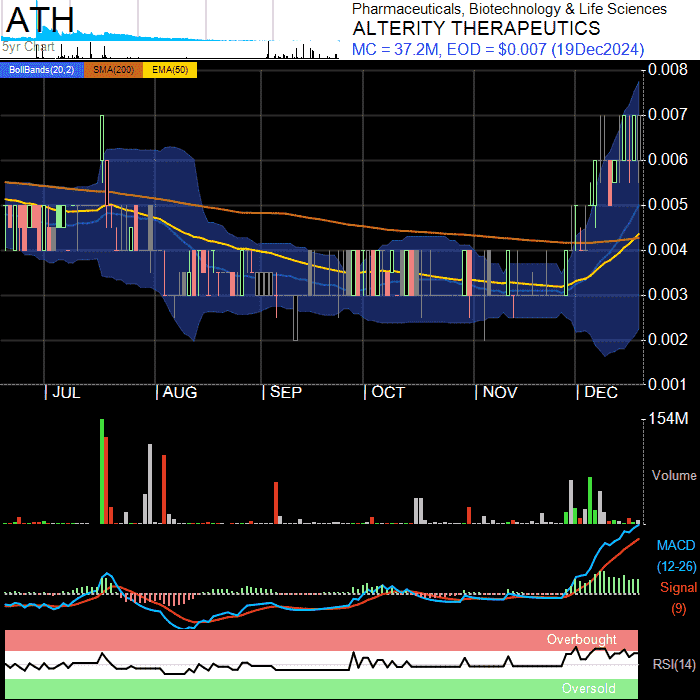 ATH
5yr Chart
Pharmaceuticals, Biotechnology & Life Sciences
ALTERITY THERAPEUTICS
MC = 37.2M, EOD = $0.007 (19Dec2024)
BollBands(20,2) SMA(200) EMA(50)
0.008
0.007
0.006
0.005
0.004
0.003
0.002
0.001
| JUL | AUG | SEP | OCT | NOV | DEC
154M
Volume
MACD
(12-26)
Signal
(9)
Overbought
RSI(14)
Oversold